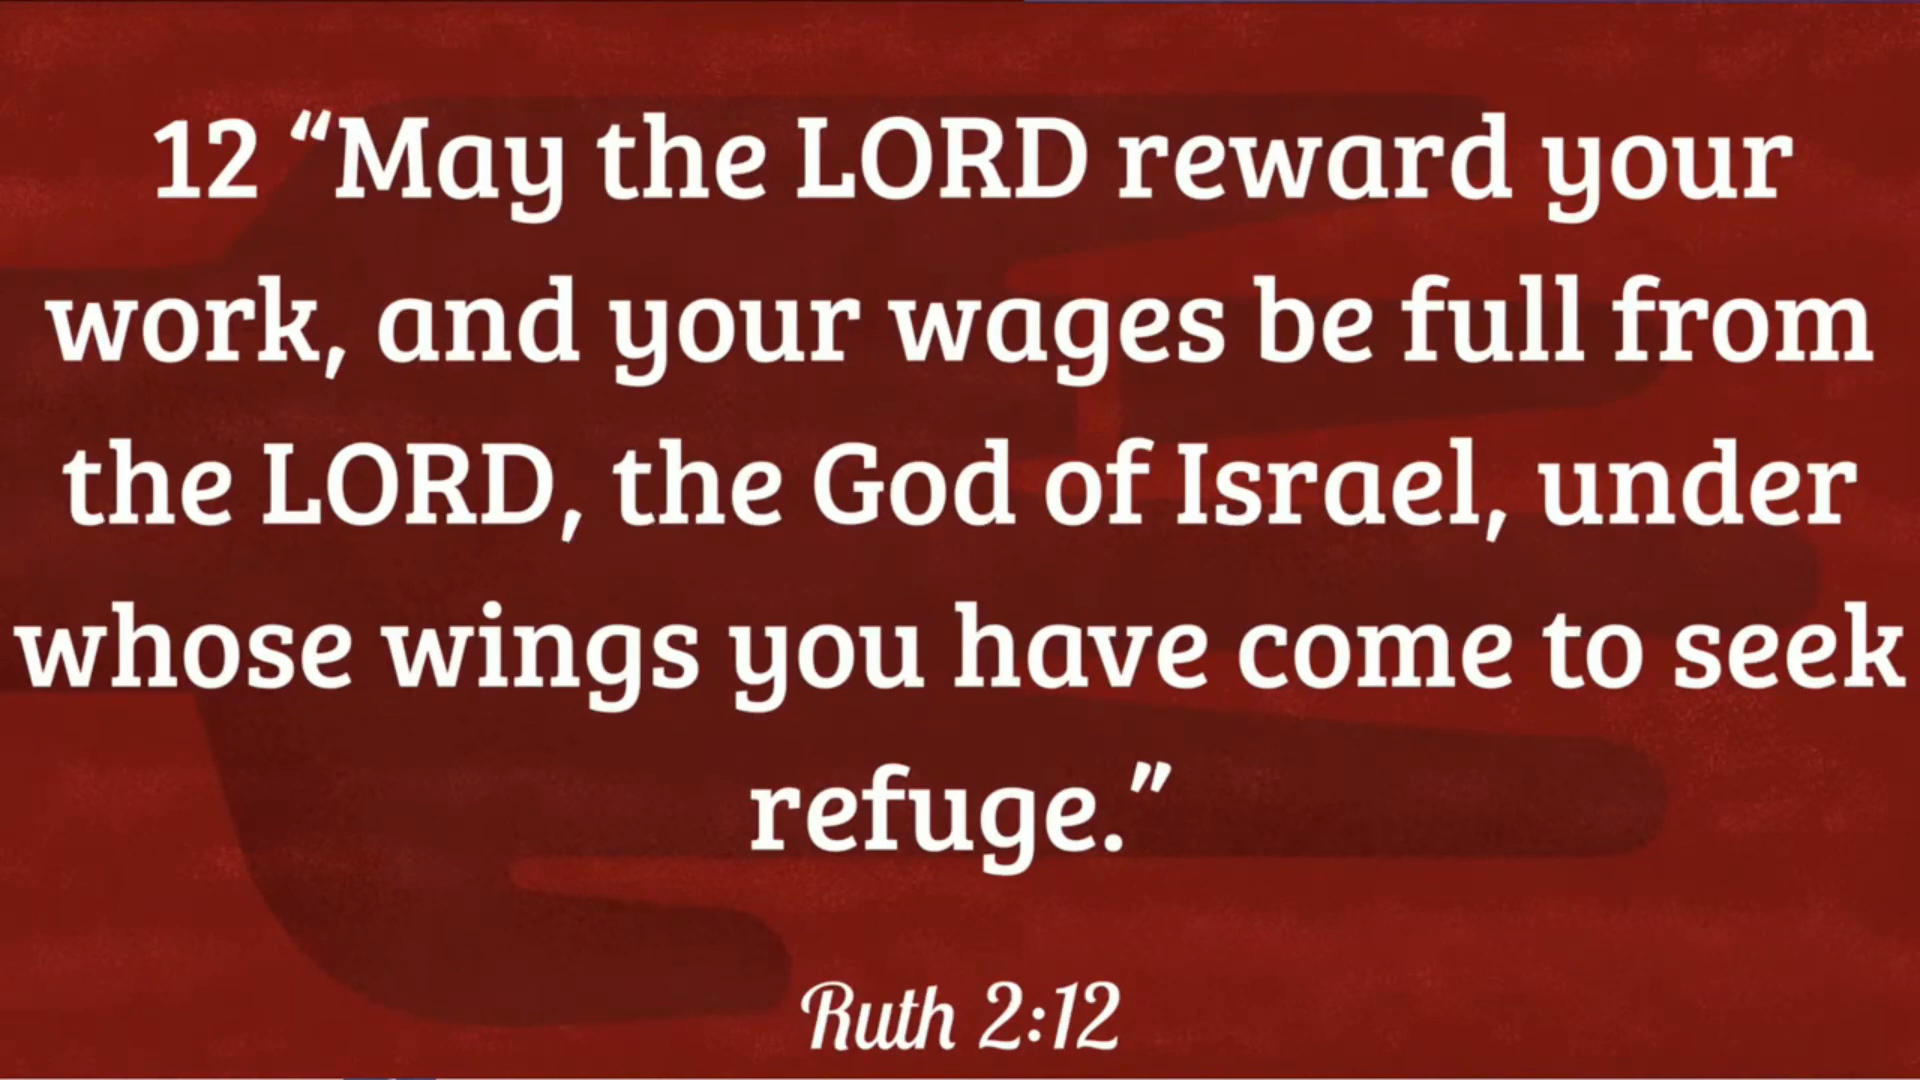 12 “May the LORD reward your
work, and your wages be full from
the LORD, the God of Israel, under
whose wings you have come to seek
refuge.”
Ruth 2:12